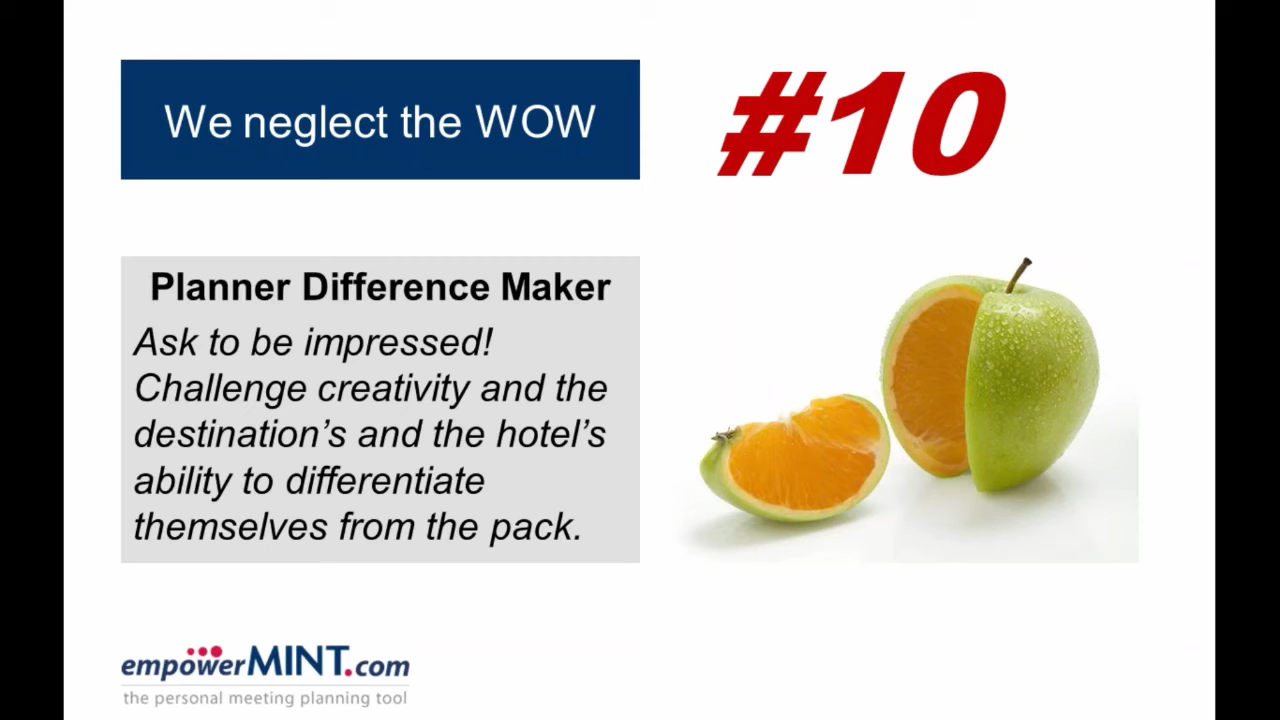 We neglect the WOW
#10
Planner Difference Maker
Ask to be impressed!
Challenge creativity and the
destination’s and the hotel’s
ability to differentiate
themselves from the pack.
empowerMINT.com
the personal meeting planning tool